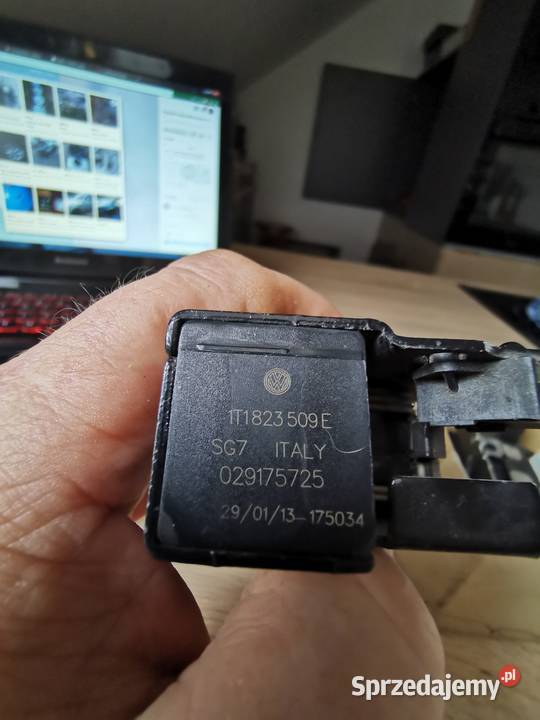 1T1823509E
SG7 ITALY
029175725
29/01/13-175034
Sprzedajemy.pl